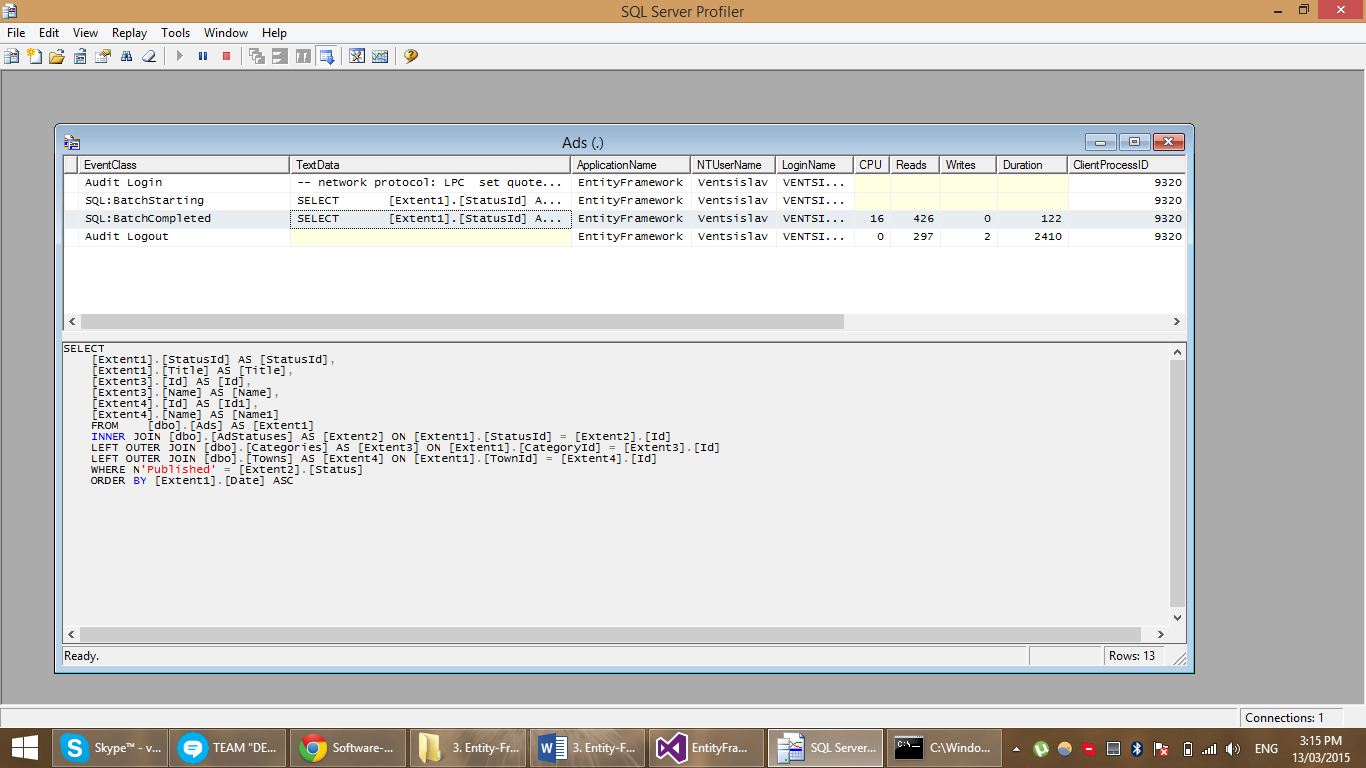 SQL Server Profiler
File Edit View Replay Tools Window Help
Ads (.)
EventClass TextData ApplicationName NTUserName LoginName CPU Reads Writes Duration ClientProcessID
Audit Login -- network protocol: LPC set quote... EntityFramework Ventsislav VENTSI... 9320
SQL:BatchStarting SELECT [Extent1].[StatusId] A... EntityFramework Ventsislav VENTSI... 9320
SQL:BatchCompleted SELECT [Extent1].[StatusId] A... EntityFramework Ventsislav VENTSI... 16 426 0 122 9320
Audit Logout EntityFramework Ventsislav VENTSI... 0 297 2 2410 9320
SELECT
[Extent1].[StatusId] AS [StatusId],
[Extent1].[Title] AS [Title],
[Extent3].[Id] AS [Id],
[Extent3].[Name] AS [Name],
[Extent4].[Id] AS [Id1],
[Extent4].[Name] AS [Name1]
FROM [dbo].[Ads] AS [Extent1]
INNER JOIN [dbo].[AdStatuses] AS [Extent2] ON [Extent1].[StatusId] = [Extent2].[Id]
LEFT OUTER JOIN [dbo].[Categories] AS [Extent3] ON [Extent1].[CategoryId] = [Extent3].[Id]
LEFT OUTER JOIN [dbo].[Towns] AS [Extent4] ON [Extent1].[TownId] = [Extent4].[Id]
WHERE N'Published' = [Extent2].[Status]
ORDER BY [Extent1].[Date] ASC
Ready. Rows: 13
Connections: 1
Skype™ - v... TEAM "DE... Software-... 3. Entity-Fr... 3. Entity-F... EntityFra... SQL Server... C:\Windo... ENG 3:15 PM
13/03/2015